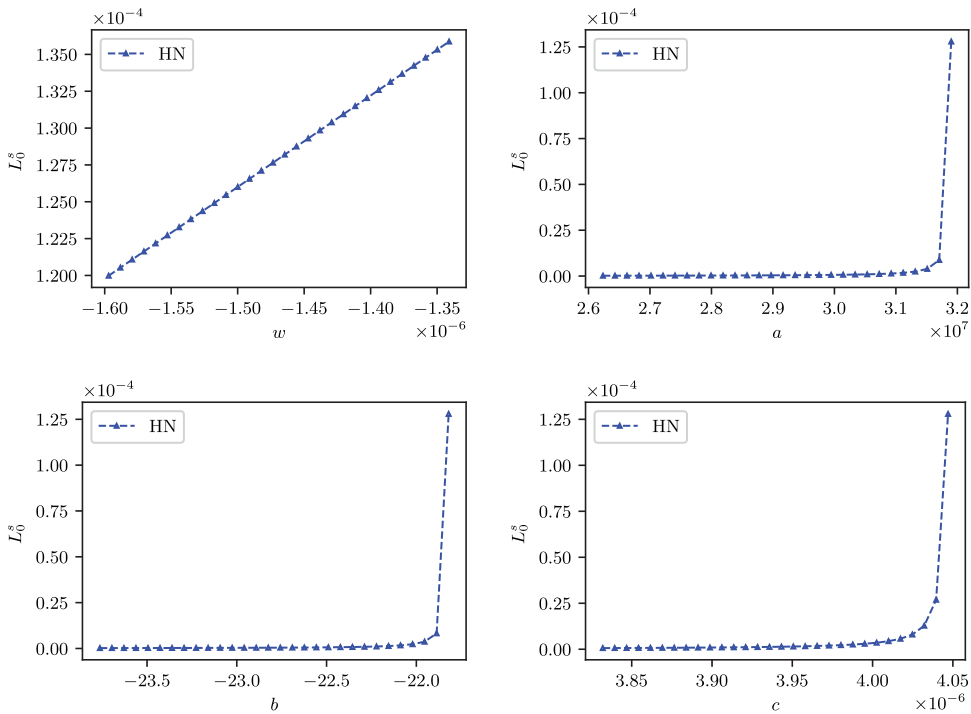 ×10⁻⁴
HN
1.350
1.325
1.300
1.275
1.250
1.225
1.200
L₀ˢ
−1.60 −1.55 −1.50 −1.45 −1.40 −1.35
w
×10⁻⁶
×10⁻⁴
HN
1.25
1.00
0.75
0.50
0.25
0.00
L₀ˢ
2.6 2.7 2.8 2.9 3.0 3.1 3.2
a
×10⁷
×10⁻⁴
HN
1.25
1.00
0.75
0.50
0.25
0.00
L₀ˢ
−23.5 −23.0 −22.5 −22.0
b
×10⁻⁴
HN
1.25
1.00
0.75
0.50
0.25
0.00
L₀ˢ
3.85 3.90 3.95 4.00 4.05
c
×10⁻⁶